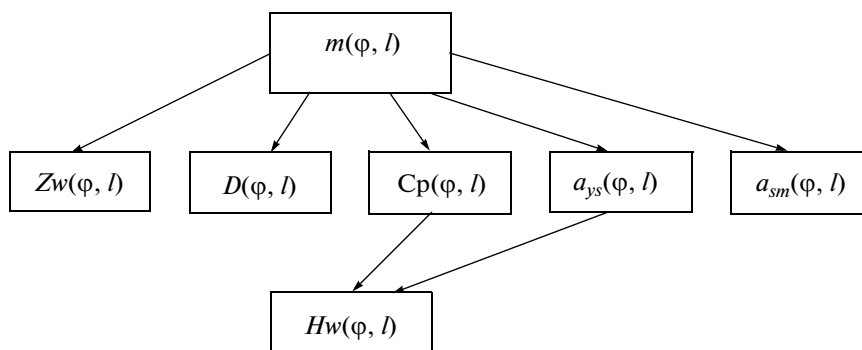 m(φ, l)
Zw(φ, l)
D(φ, l)
Cp(φ, l)
a_ys(φ, l)
a_sm(φ, l)
Hw(φ, l)